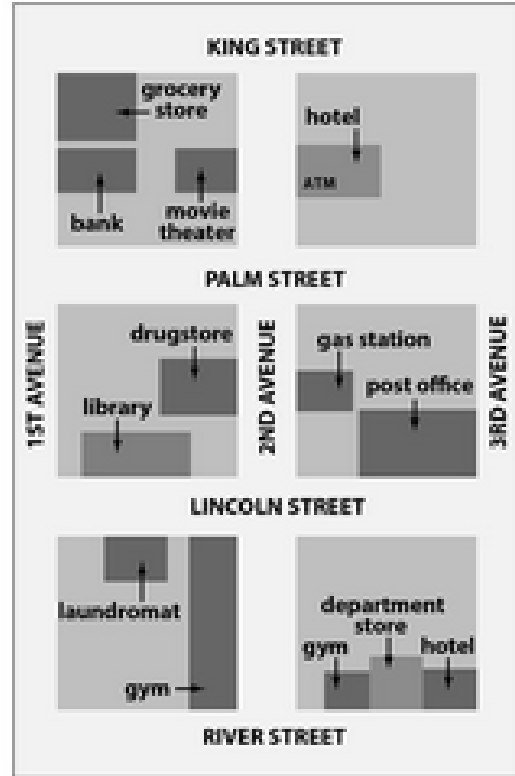 KING STREET
grocery
store
hotel
ATM
bank
movie
theater
PALM STREET
1ST AVENUE
drugstore
library
2ND AVENUE
gas station
post office
3RD AVENUE
LINCOLN STREET
laundromat
gym
department
store
gym
hotel
RIVER STREET